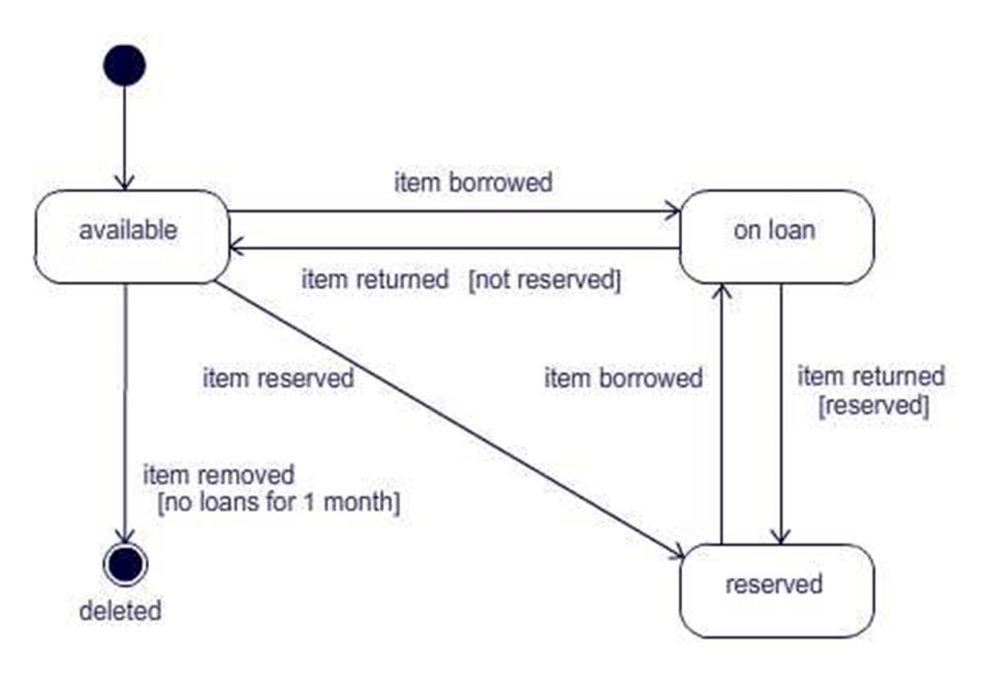 item borrowed
available
on loan
item returned [not reserved]
item reserved
item borrowed
item returned
[reserved]
item removed
[no loans for 1 month]
reserved
deleted